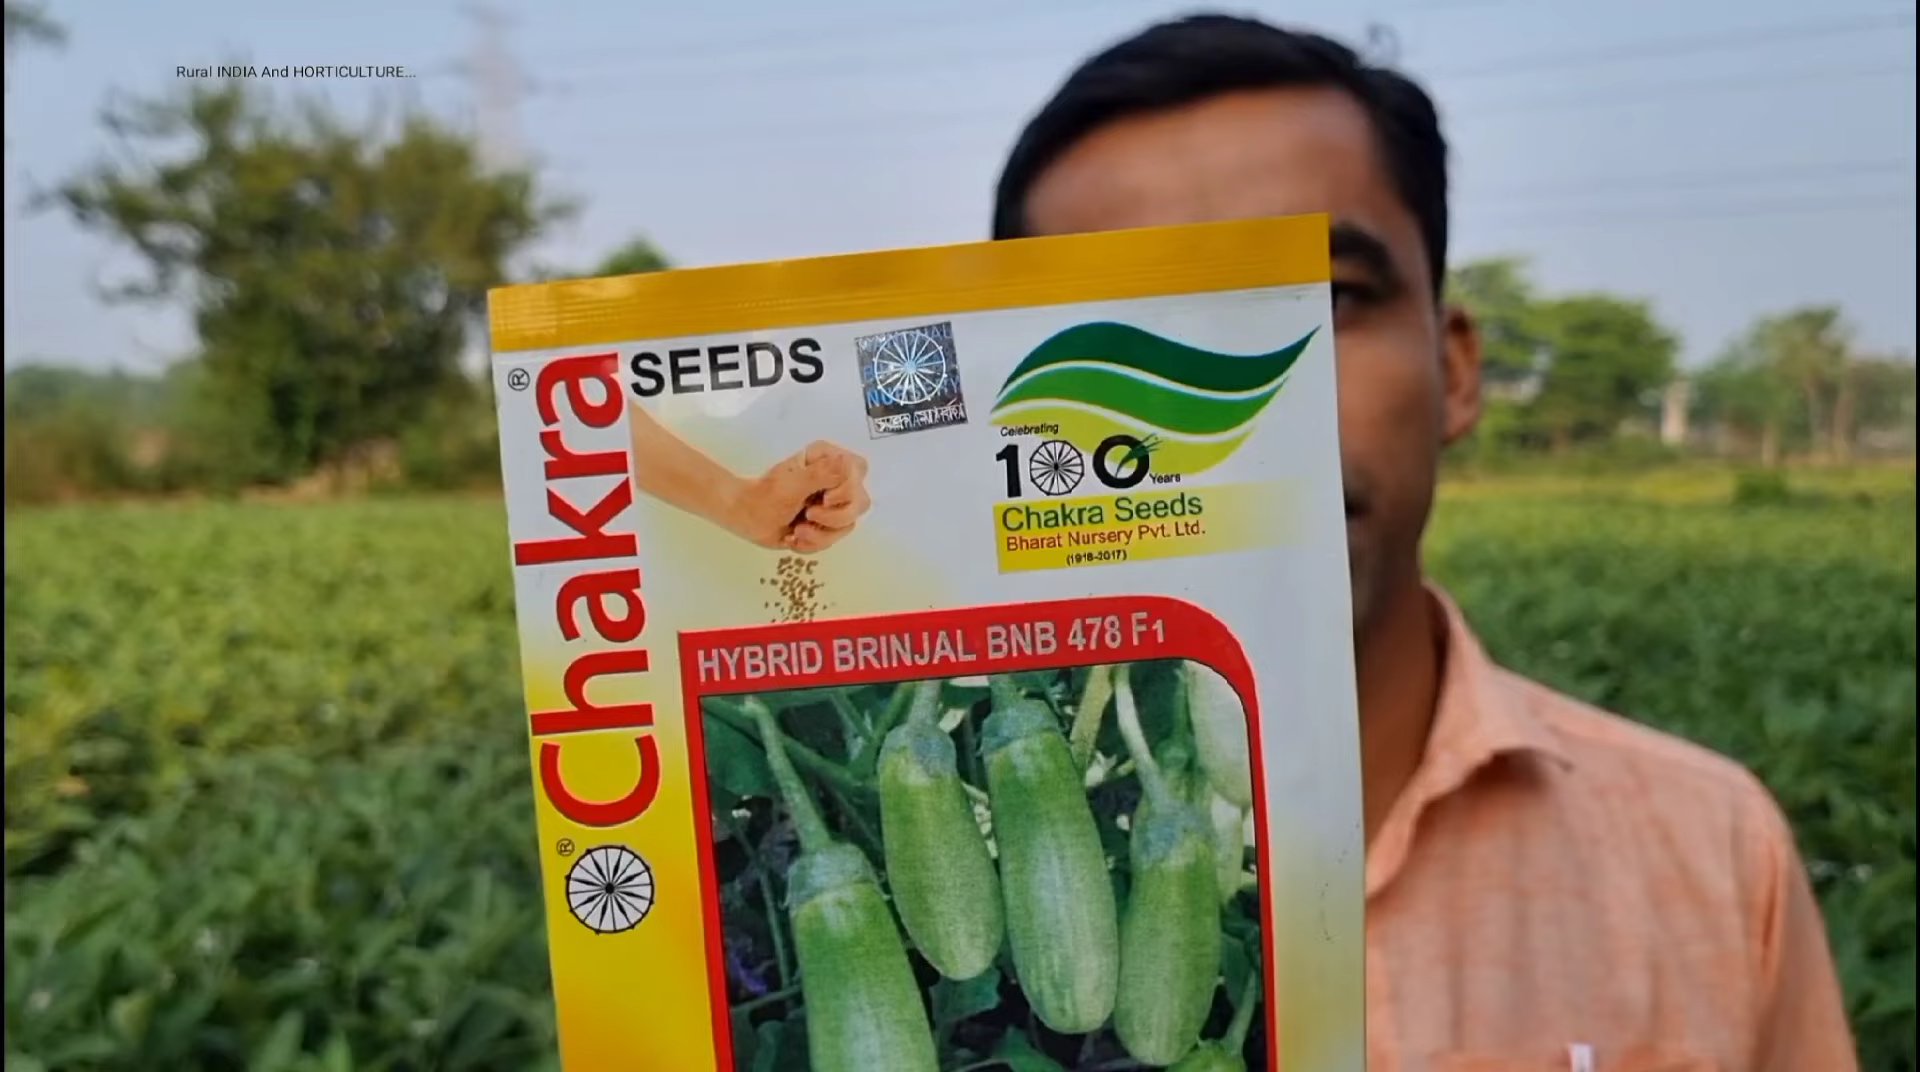 Rural INDIA And HORTICULTURE...
Chakra
SEEDS
®
®
Celebrating
100
Years
Chakra Seeds
Bharat Nursery Pvt. Ltd.
(1918-2017)
HYBRID BRINJAL BNB 478 F1